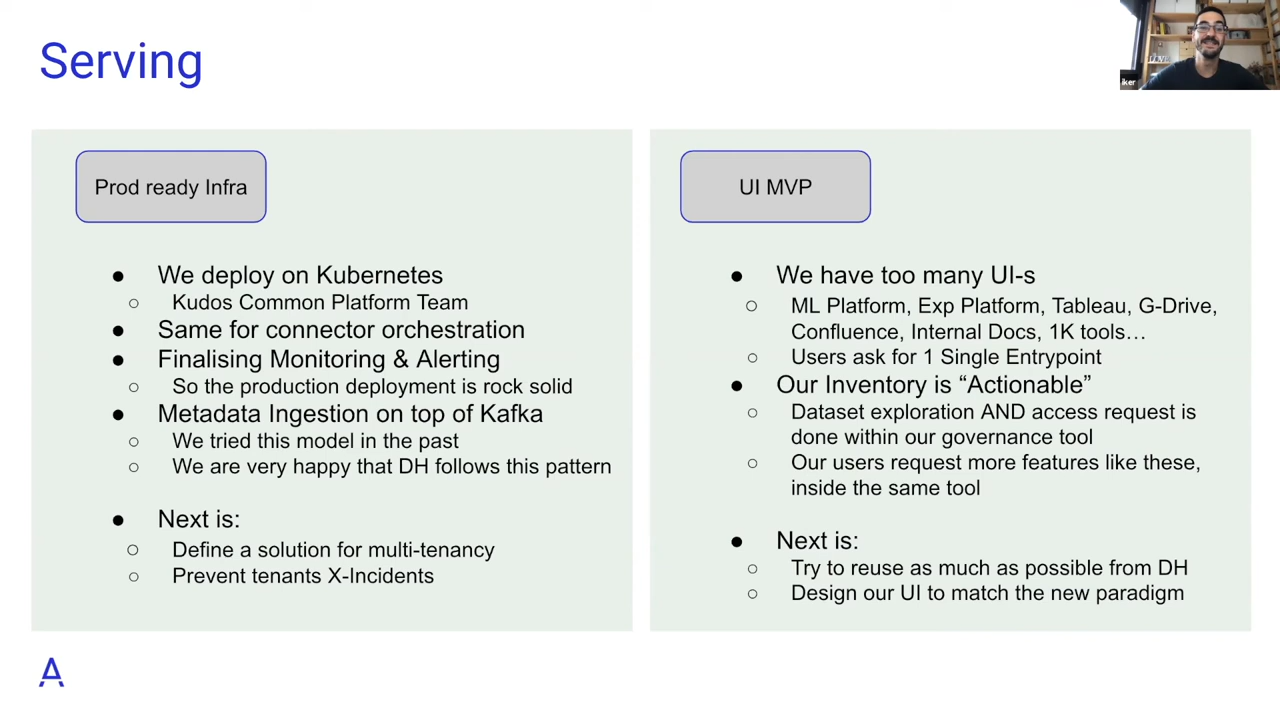 Serving
iker
Prod ready Infra
● We deploy on Kubernetes
○ Kudos Common Platform Team
● Same for connector orchestration
● Finalising Monitoring & Alerting
○ So the production deployment is rock solid
● Metadata Ingestion on top of Kafka
○ We tried this model in the past
○ We are very happy that DH follows this pattern
● Next is:
○ Define a solution for multi-tenancy
○ Prevent tenants X-Incidents
UI MVP
● We have too many UI-s
○ ML Platform, Exp Platform, Tableau, G-Drive,
Confluence, Internal Docs, 1K tools…
○ Users ask for 1 Single Entrypoint
● Our Inventory is “Actionable”
○ Dataset exploration AND access request is
done within our governance tool
○ Our users request more features like these,
inside the same tool
● Next is:
○ Try to reuse as much as possible from DH
○ Design our UI to match the new paradigm
A